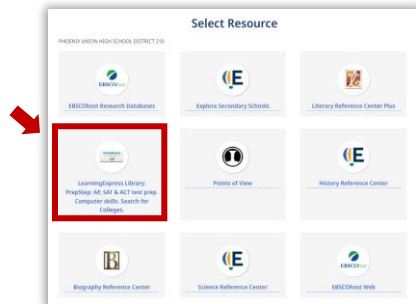 Select Resource
PHOENIX UNION HIGH SCHOOL DISTRICT 210
EBSCOhost Research Databases
Explora Secondary Schools
Literary Reference Center Plus
LearningExpress Library:
PrepStep: AP, SAT & ACT test prep.
Computer skills. Search for
Colleges.
Points of View
History Reference Center
Biography Reference Center
Science Reference Center
EBSCOhost Web